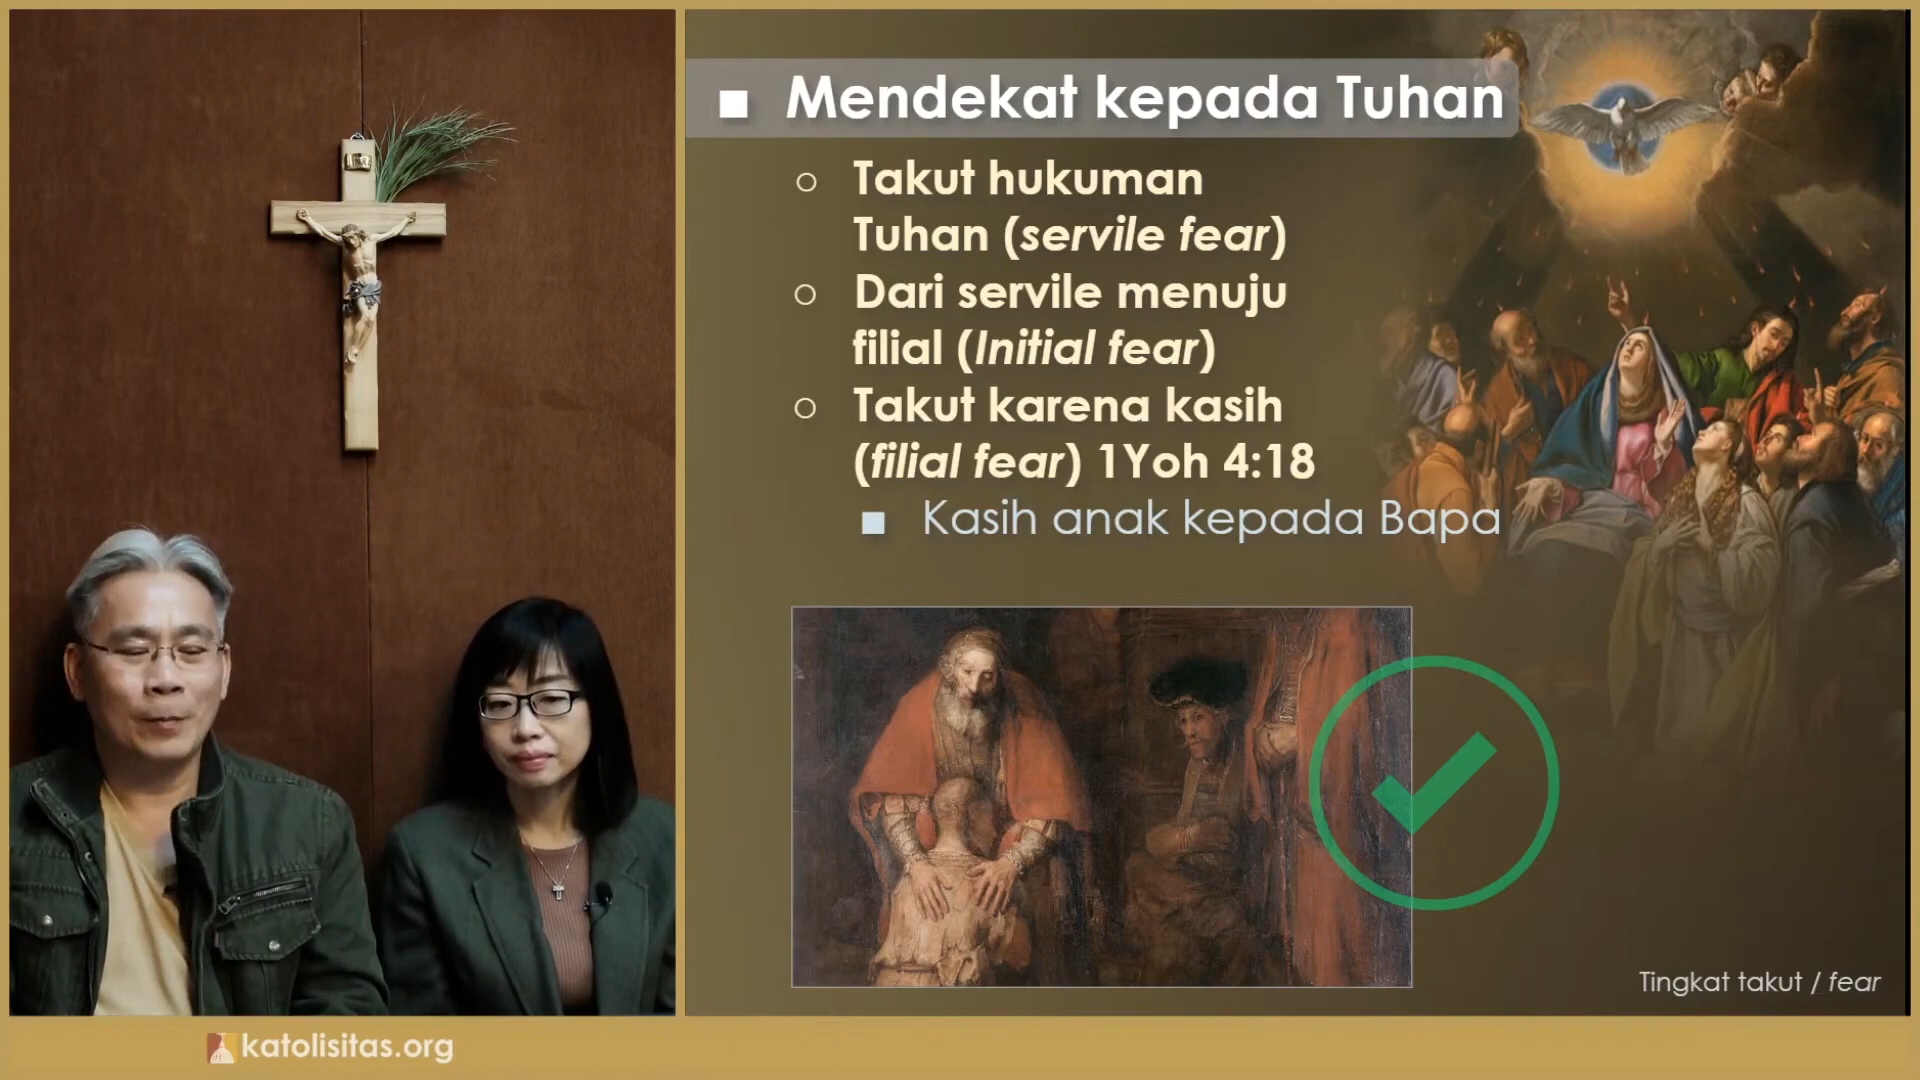 Mendekat kepada Tuhan
Takut hukuman
Tuhan (servile fear)
Dari servile menuju
filial (Initial fear)
Takut karena kasih
(filial fear) 1Yoh 4:18
Kasih anak kepada Bapa
Tingkat takut / fear
katolisitas.org